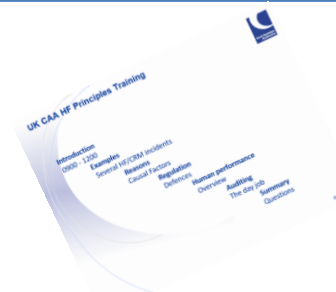 UK CAA HF Principles Training
Introduction
0900 - 1200
Examples
Several HF/CRM incidents
Reasons
Causal Factors
Regulation
Defences
Human performance
Overview
Auditing
The day job
Summary
Questions